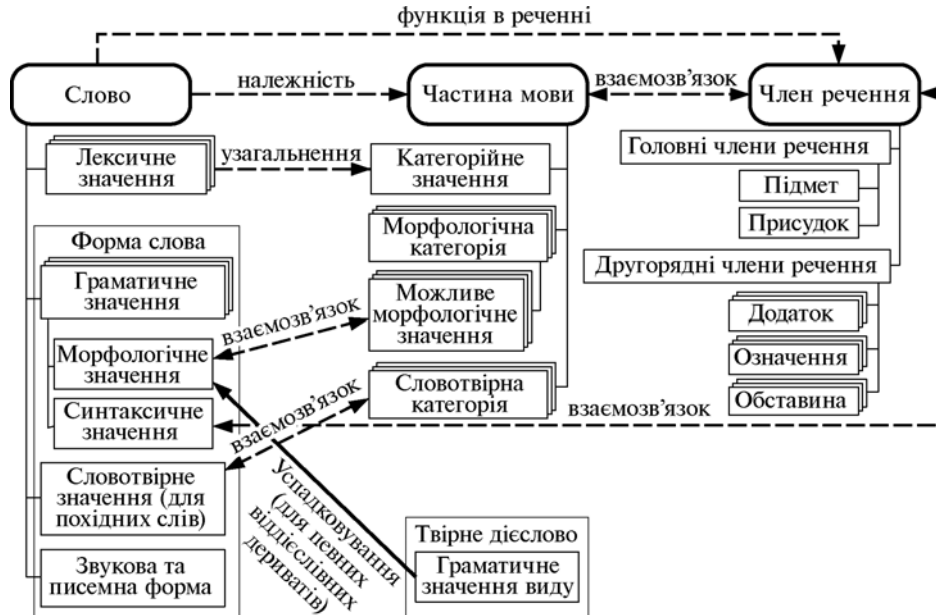 функція в реченні
Слово
належність
Частина мови
взаємозв'язок
Член речення
Лексичне
значення
узагальнення
Категорійне
значення
Головні члени речення
Підмет
Присудок
Морфологічна
категорія
Форма слова
Граматичне
значення
Другорядні члени речення
взаємозв'язок
Можливе
морфологічне
значення
Додаток
Означення
Обставина
Морфологічне
значення
Синтаксичне
значення
взаємозв'язок
Словотвірна
категорія
взаємозв'язок
Словотвірне
значення (для
похідних слів)
Успадковування
(для певних
віддієслівних
дериватів)
Твірне дієслово
Граматичне
значення виду
Звукова та
писемна форма